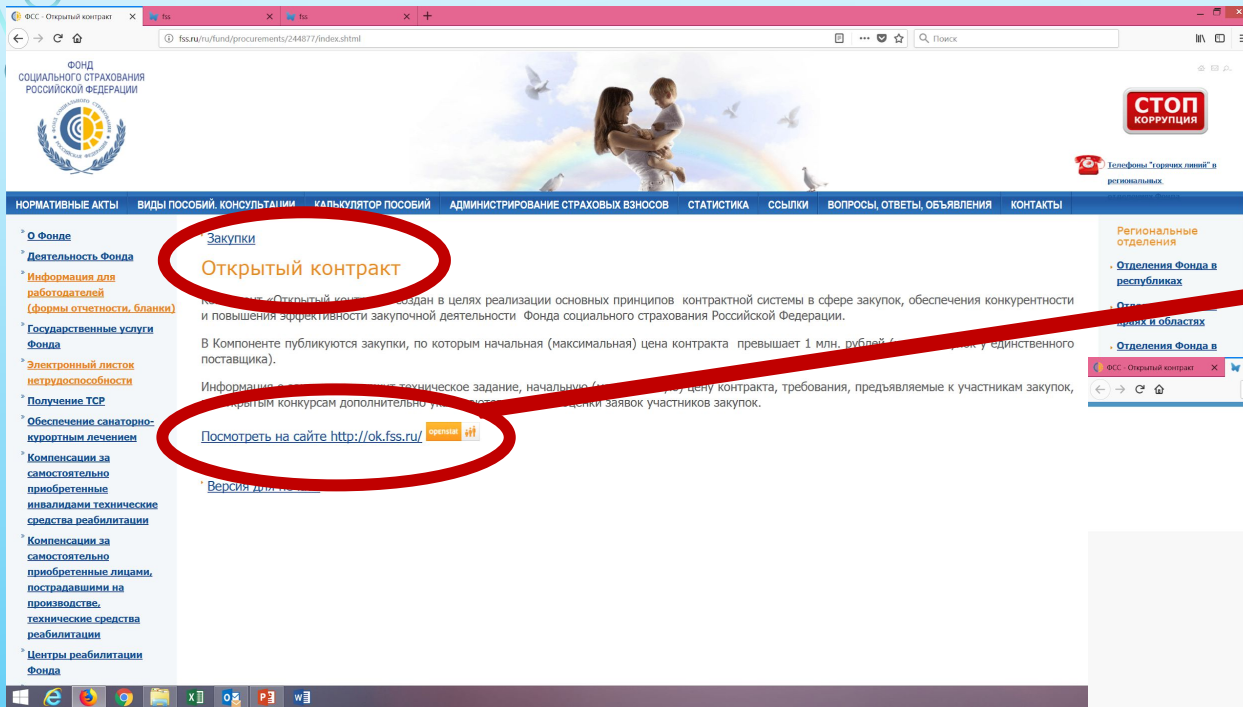 ФСС - Открытый контракт
fss
fss
fss.ru/ru/fund/procurements/244877/index.shtml
Поиск
ФОНД
СОЦИАЛЬНОГО СТРАХОВАНИЯ
РОССИЙСКОЙ ФЕДЕРАЦИИ
СТОП
КОРРУПЦИЯ
Телефоны "горячих линий" в
региональных
НОРМАТИВНЫЕ АКТЫ ВИДЫ ПОСОБИЙ. КОНСУЛЬТАЦИИ КАЛЬКУЛЯТОР ПОСОБИЙ АДМИНИСТРИРОВАНИЕ СТРАХОВЫХ ВЗНОСОВ СТАТИСТИКА ССЫЛКИ ВОПРОСЫ, ОТВЕТЫ, ОБЪЯВЛЕНИЯ КОНТАКТЫ
О Фонде
Деятельность Фонда
Информация для
работодателей
(формы отчетности, бланки)
Государственные услуги
Фонда
Электронный листок
нетрудоспособности
Получение ТСР
Обеспечение санаторно-
курортным лечением
Компенсации за
самостоятельно
приобретенные
инвалидами технические
средства реабилитации
Компенсации за
самостоятельно
приобретенные лицами,
пострадавшими на
производстве,
технические средства
реабилитации
Центры реабилитации
Фонда
Закупки
Открытый контракт
«Открытый создан в целях реализации основных принципов контрактной системы в сфере закупок, обеспечения конкурентности
и повышения эффективности закупочной деятельности Фонда социального страхования Российской Федерации.
В Компоненте публикуются закупки, по которым начальная (максимальная) цена контракта превышает 1 млн. рублей у единственного
поставщика).
Информация техническое задание, начальную цену контракта, требования, предъявляемые к участникам закупок,
конкурсам дополнительно оценки заявок участников закупок.
Посмотреть на сайте http://ok.fss.ru/ openstat
Версия для
Региональные
отделения
Отделения Фонда в
республиках
краях и областях
Отделения Фонда в
ФСС - Открытый контракт